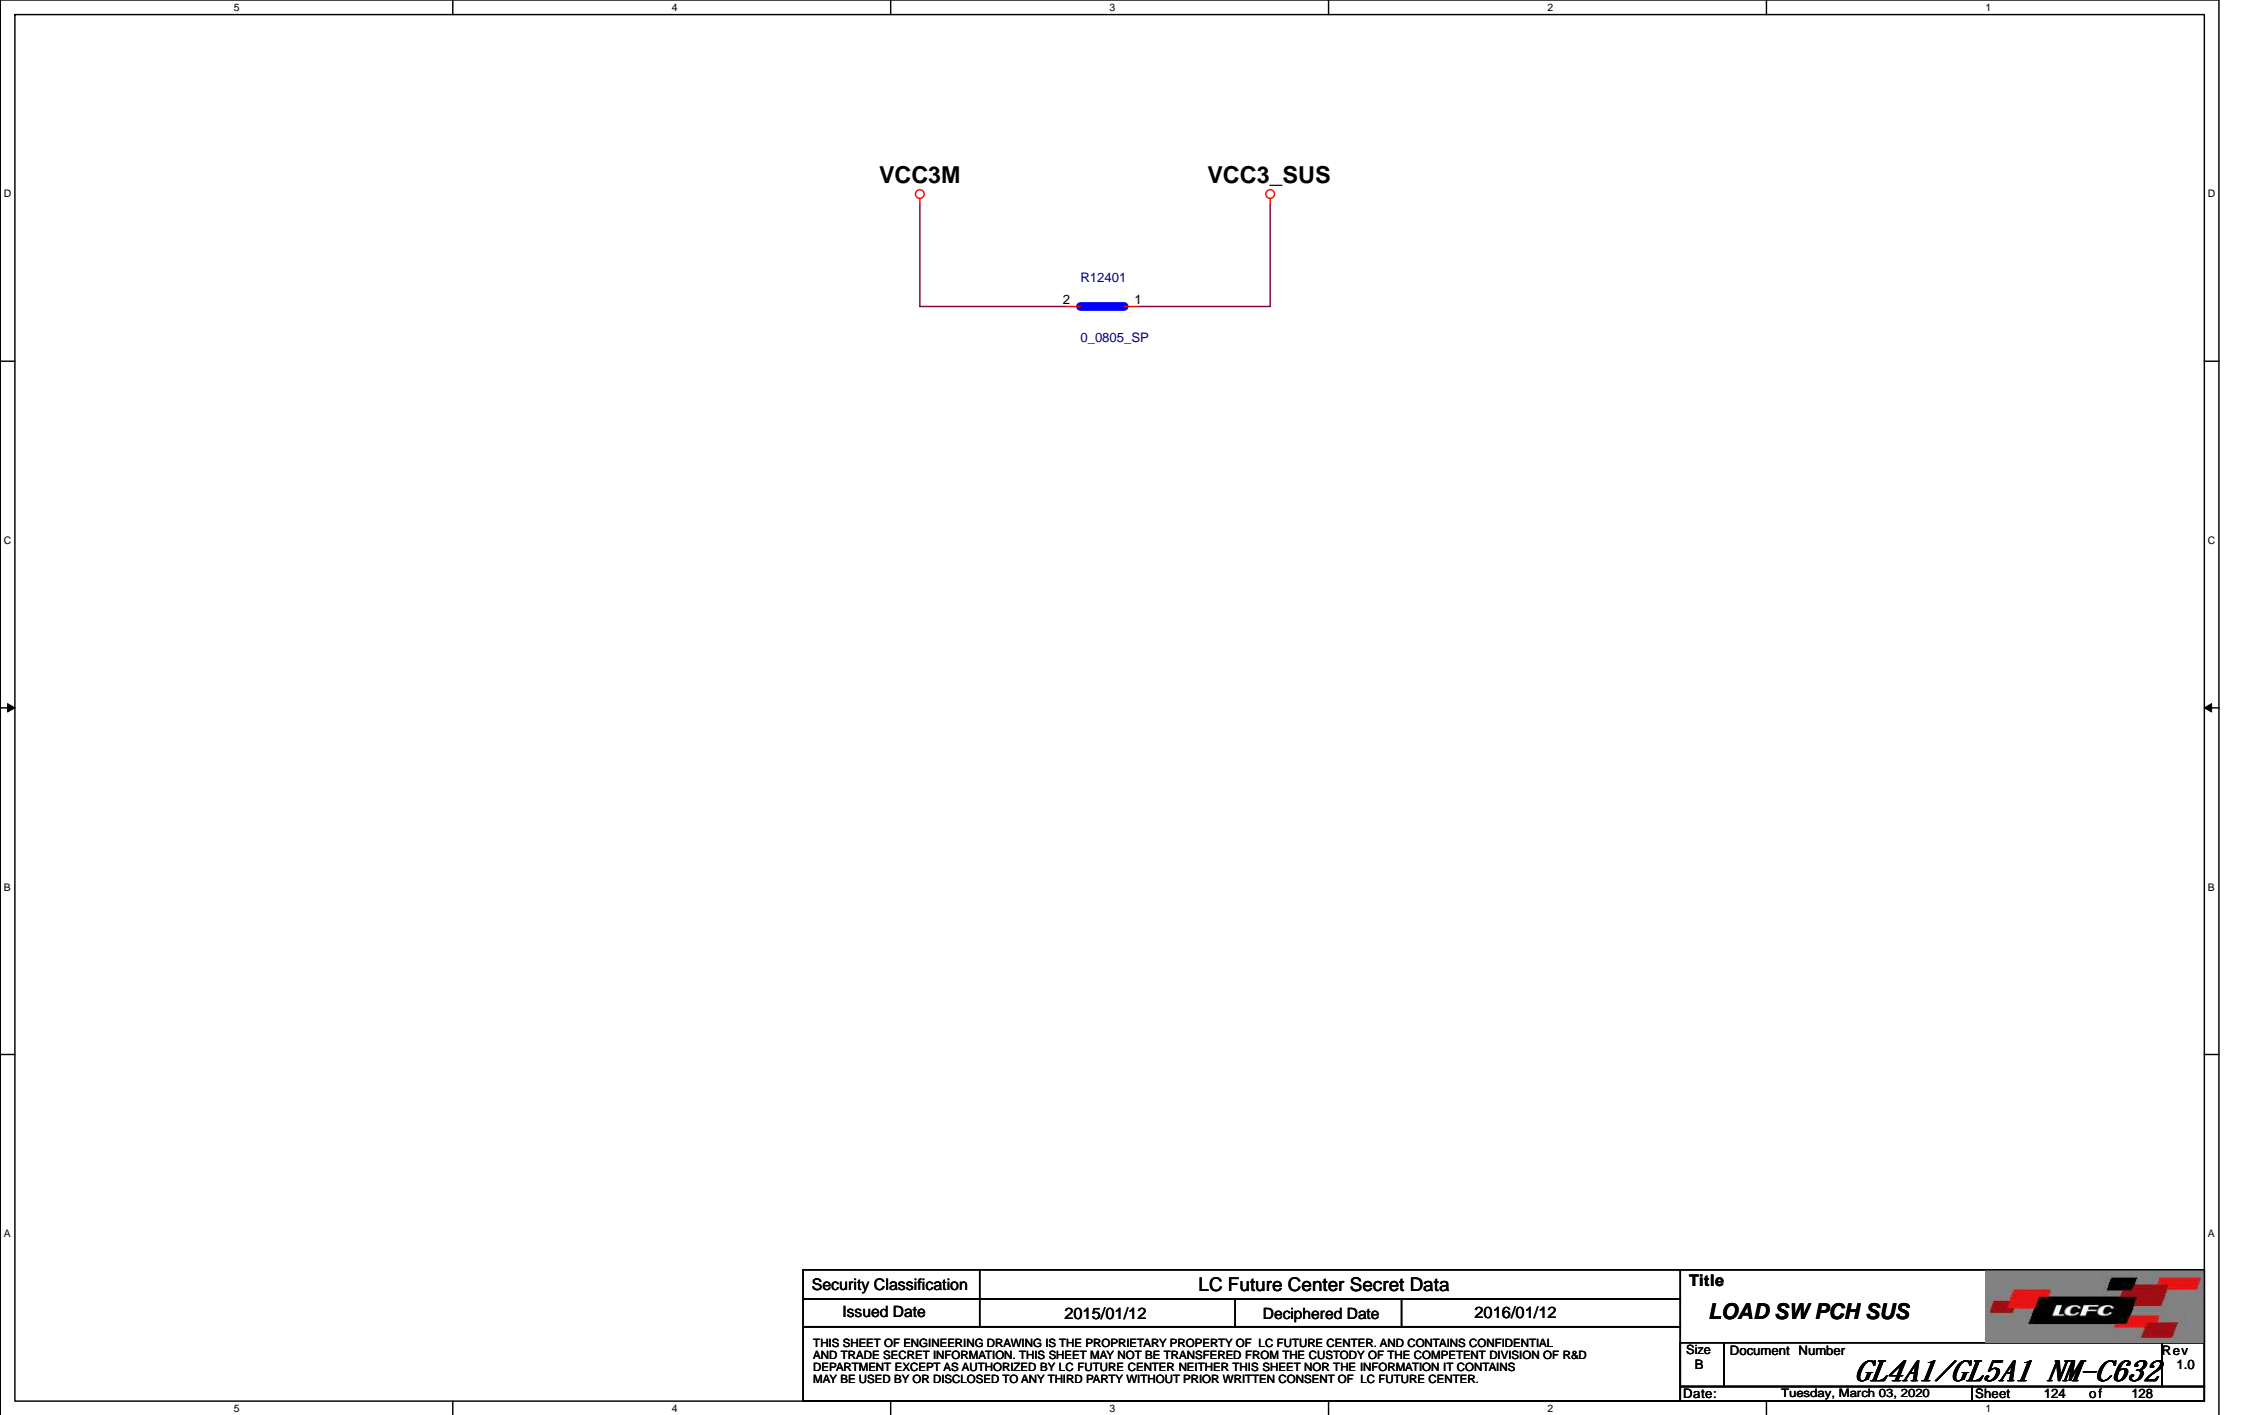 5 4 3 2 1
VCC3M VCC3_SUS
D D
R12401
2 1
0_0805_SP
C C
B B
A A
Security Classification LC Future Center Secret Data
Issued Date 2015/01/12 Deciphered Date 2016/01/12
THIS SHEET OF ENGINEERING DRAWING IS THE PROPRIETARY PROPERTY OF LC FUTURE CENTER. AND CONTAINS CONFIDENTIAL
AND TRADE SECRET INFORMATION. THIS SHEET MAY NOT BE TRANSFERED FROM THE CUSTODY OF THE COMPETENT DIVISION OF R&D
DEPARTMENT EXCEPT AS AUTHORIZED BY LC FUTURE CENTER NEITHER THIS SHEET NOR THE INFORMATION IT CONTAINS
MAY BE USED BY OR DISCLOSED TO ANY THIRD PARTY WITHOUT PRIOR WRITTEN CONSENT OF LC FUTURE CENTER.
Title
LOAD SW PCH SUS
LCFC
Size Document Number Rev
B GL4A1/GL5A1 NM-C632 1.0
Date: Tuesday, March 03, 2020 Sheet 124 of 128
5 4 3 2 1